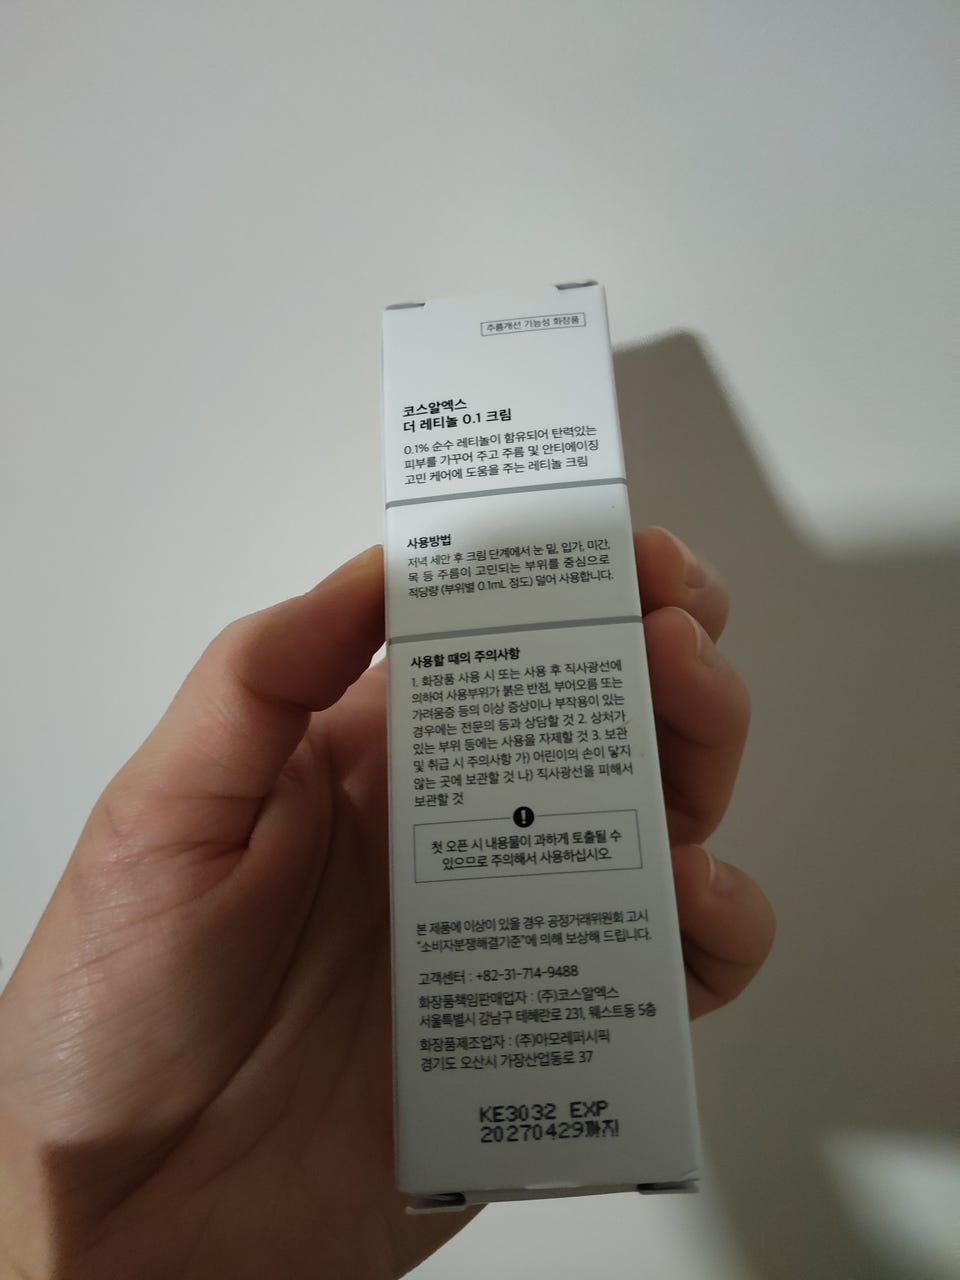 주름개선 기능성 화장품
코스알엑스
더 레티놀 0.1 크림
0.1% 순수 레티놀이 함유되어 탄력있는
피부를 가꾸어 주고 주름 및 안티에이징
고민 케어에 도움을 주는 레티놀 크림
사용방법
저녁 세안 후 크림 단계에서 눈 밑, 입가, 미간,
목 등 주름이 고민되는 부위를 중심으로
적당량 (부위별 0.1mL 정도) 덜어 사용합니다.
사용할 때의 주의사항
1. 화장품 사용 시 또는 사용 후 직사광선에
의하여 사용부위가 붉은 반점, 부어오름 또는
가려움증 등의 이상 증상이나 부작용이 있는
경우에는 전문의 등과 상담할 것 2. 상처가
있는 부위 등에는 사용을 자제할 것 3. 보관
및 취급 시 주의사항 가) 어린이의 손이 닿지
않는 곳에 보관할 것 나) 직사광선을 피해서
보관할 것
!
첫 오픈 시 내용물이 과하게 토출될 수
있으므로 주의해서 사용하십시오.
본 제품에 이상이 있을 경우 공정거래위원회 고시
"소비자분쟁해결기준"에 의해 보상해 드립니다.
고객센터 : +82-31-714-9488
화장품책임판매업자 : (주)코스알엑스
서울특별시 강남구 테헤란로 231, 웨스트동 5층
화장품제조업자 : (주)아모레퍼시픽
경기도 오산시 가장산업동로 37
KE3032 EXP
20270429까지